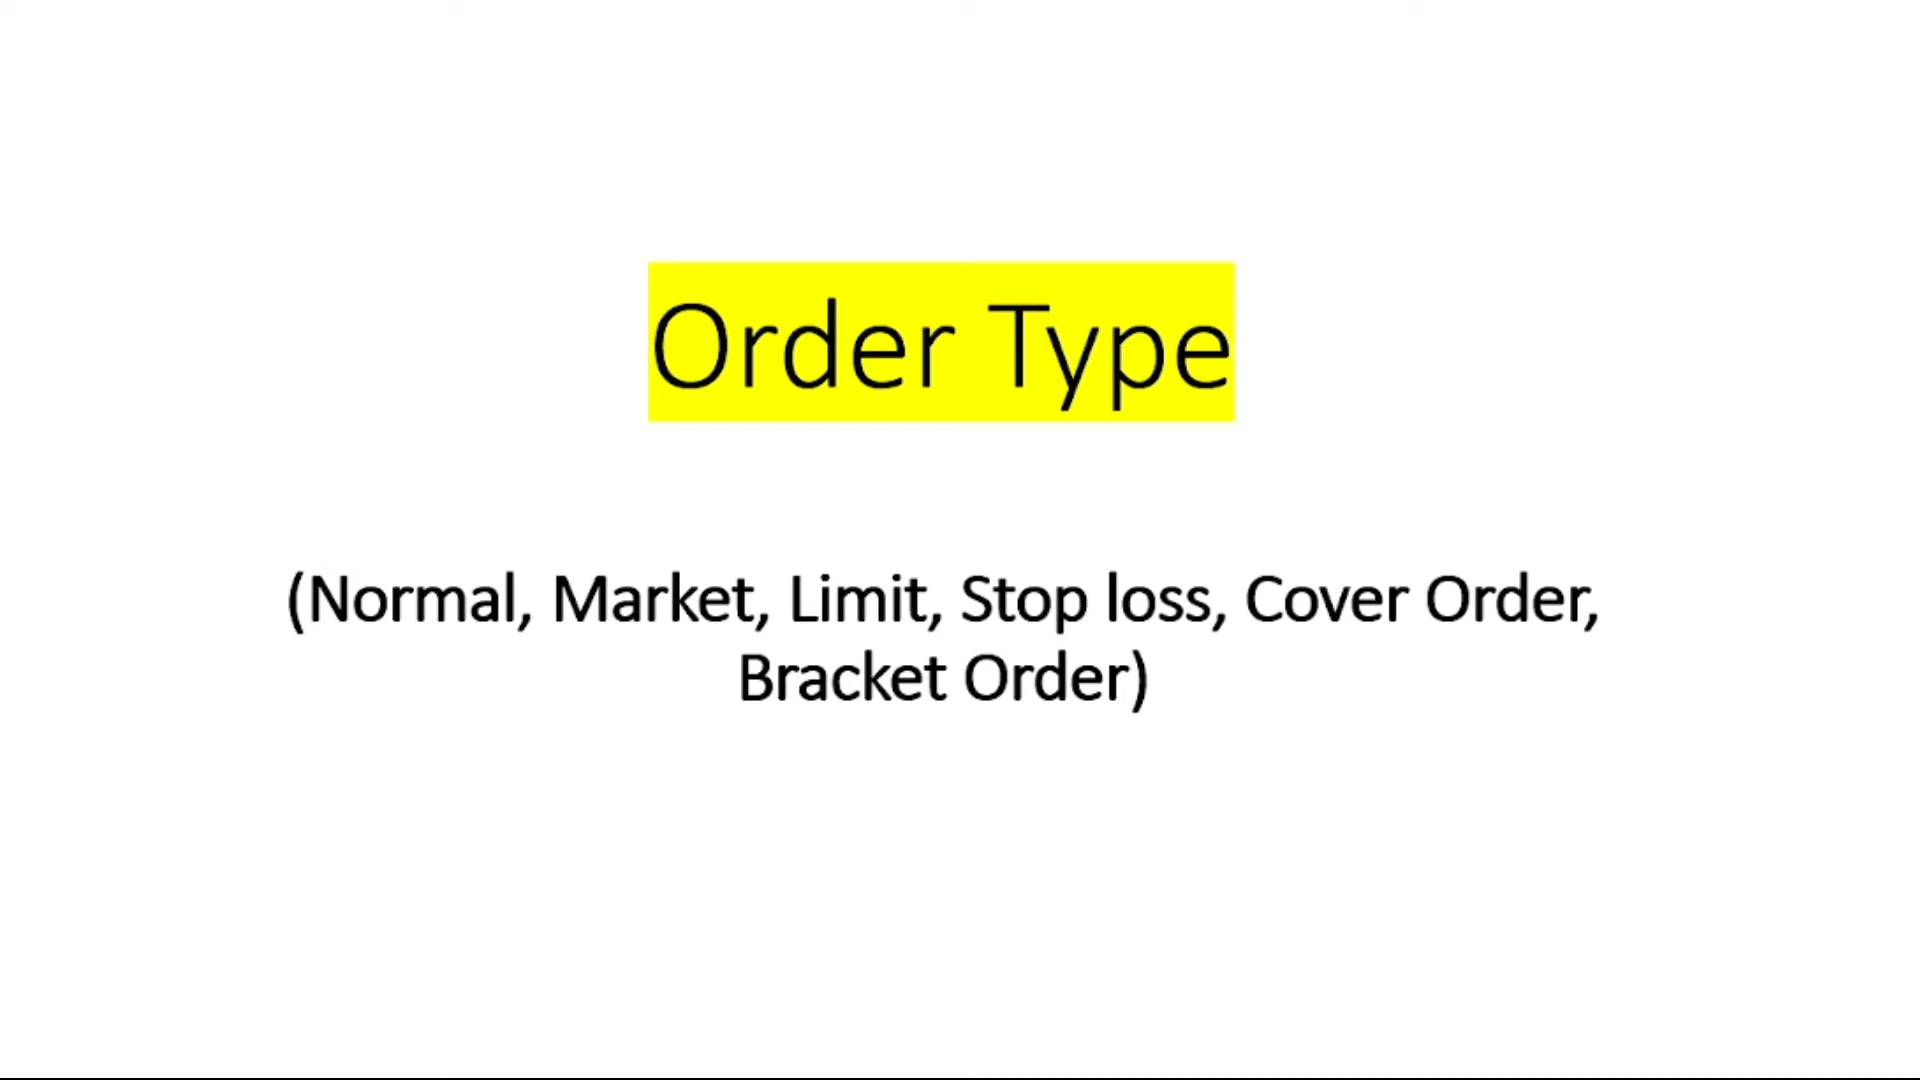 Order Type
(Normal, Market, Limit, Stop loss, Cover Order,
Bracket Order)